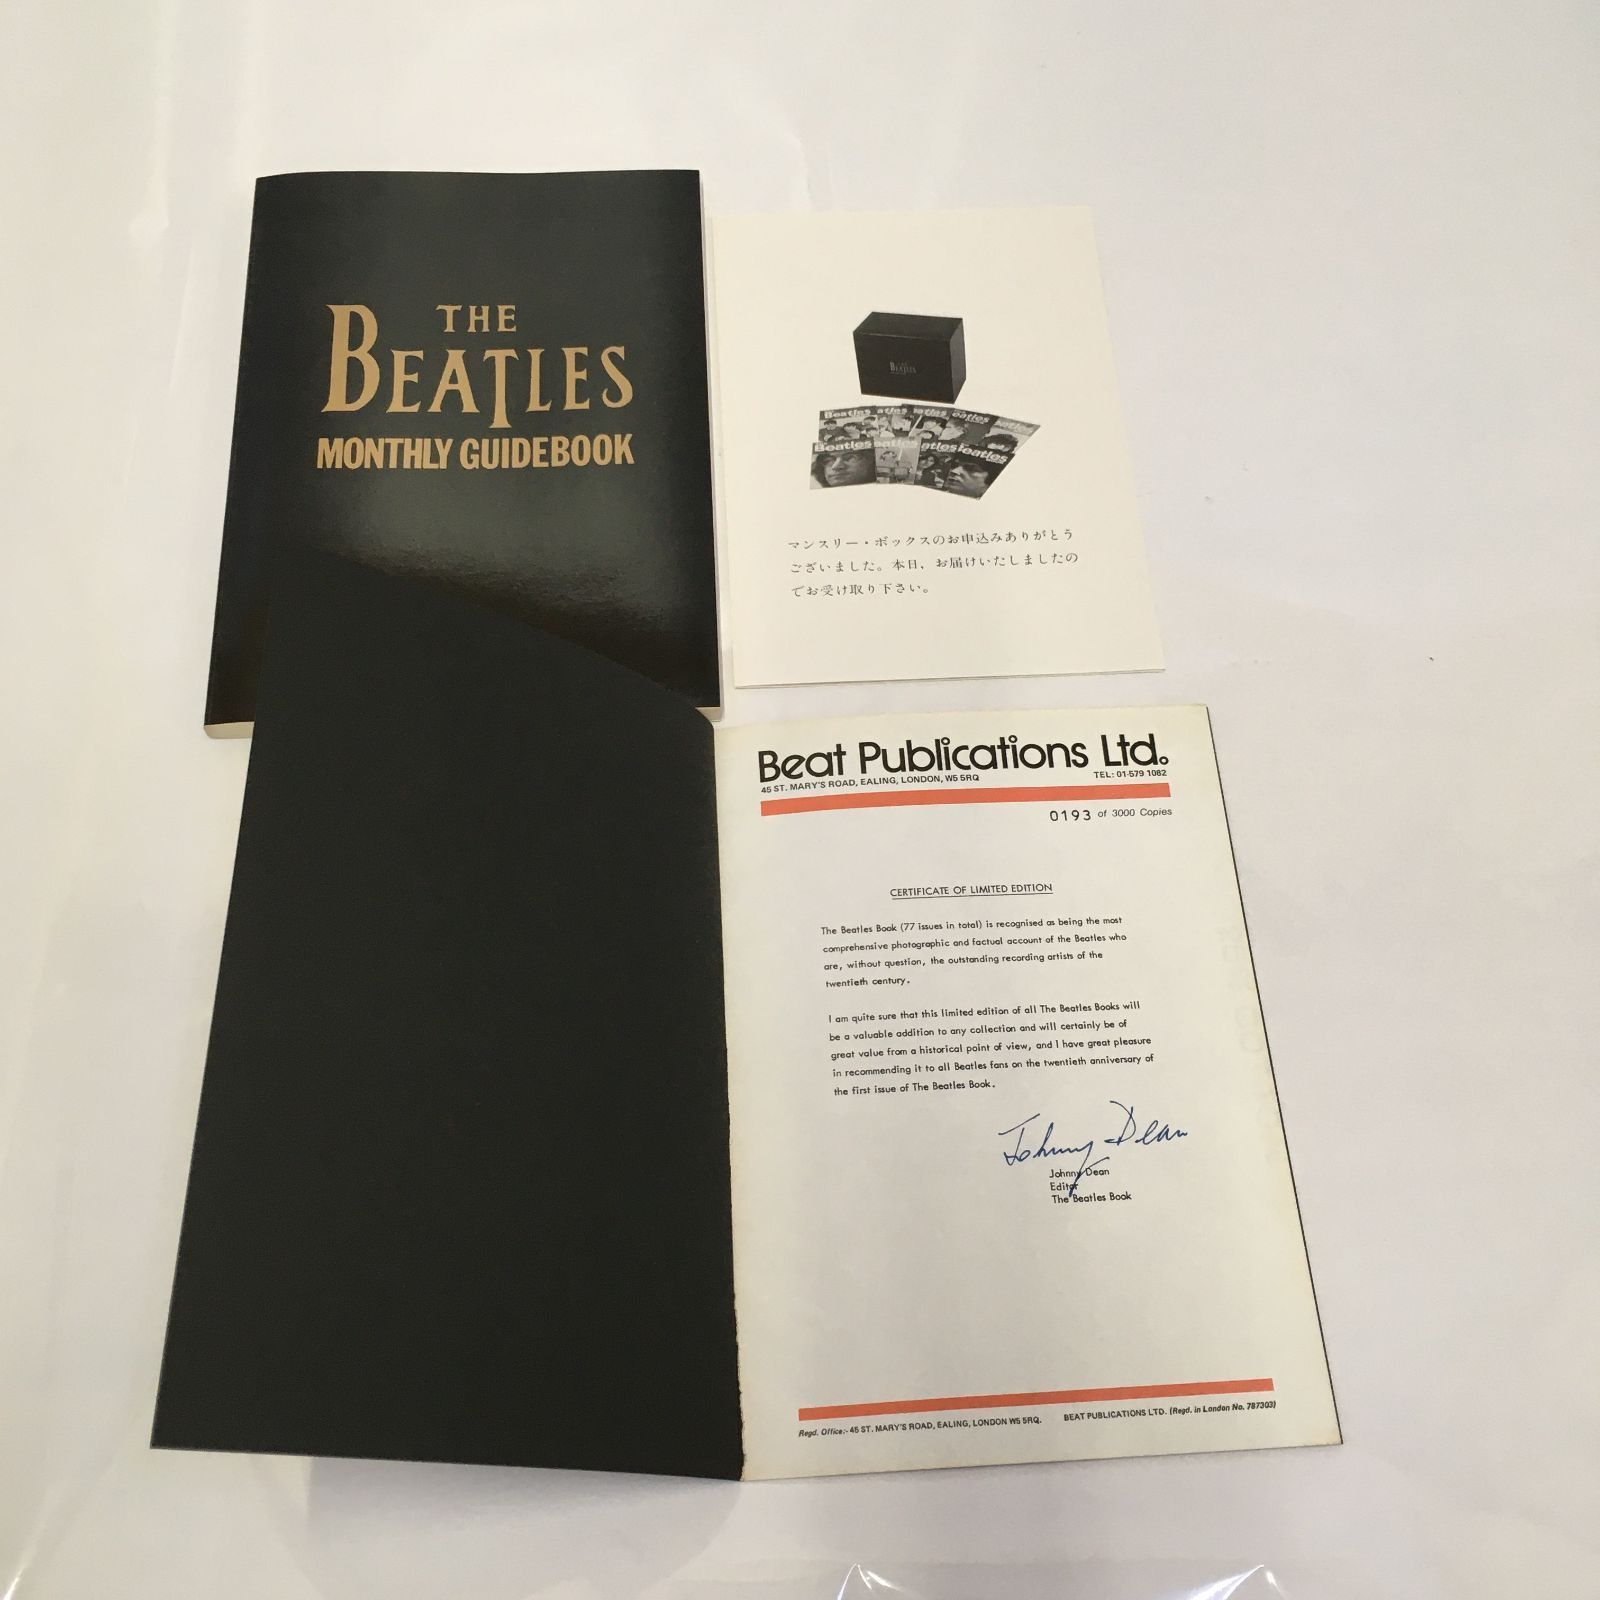 THE
BEATLES
MONTHLY GUIDEBOOK
THE
BEATLES
Beatles
Beatles
マンスリー・ボックスのお申込みありがとう
ございました。本日，お届けいたしましたの
でお受け取り下さい。
Beat Publications Ltd.
45 ST. MARY'S ROAD, EALING, LONDON, W5 5RQ
TEL: 01-579 1082
0193 of 3000 Copies
CERTIFICATE OF LIMITED EDITION
The Beatles Book (77 issues in total) is recognised as being the most
comprehensive photographic and factual account of the Beatles who
are, without question, the outstanding recording artists of the
twentieth century.
I am quite sure that this limited edition of all The Beatles Books will
be a valuable addition to any collection and will certainly be of
great value from a historical point of view, and I have great pleasure
in recommending it to all Beatles fans on the twentieth anniversary of
the first issue of The Beatles Book.
Johnny Dean
Johnny Dean
Editor
The Beatles Book
Regd. Office:- 45 ST. MARY'S ROAD, EALING, LONDON W5 5RQ. BEAT PUBLICATIONS LTD. (Regd. in London No. 787303)